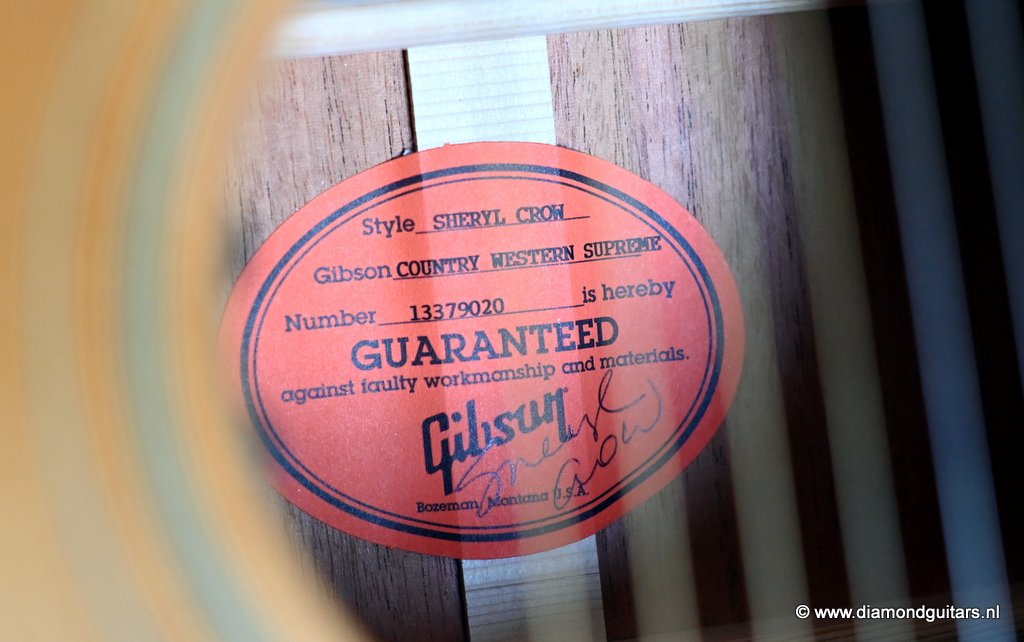 Style SHERYL CROW
Gibson COUNTRY WESTERN SUPREME
Number 13379020 is hereby
GUARANTEED
against faulty workmanship and materials.
Gibson
Sheryl Crow
Bozeman, Montana U.S.A.
© www.diamondguitars.nl